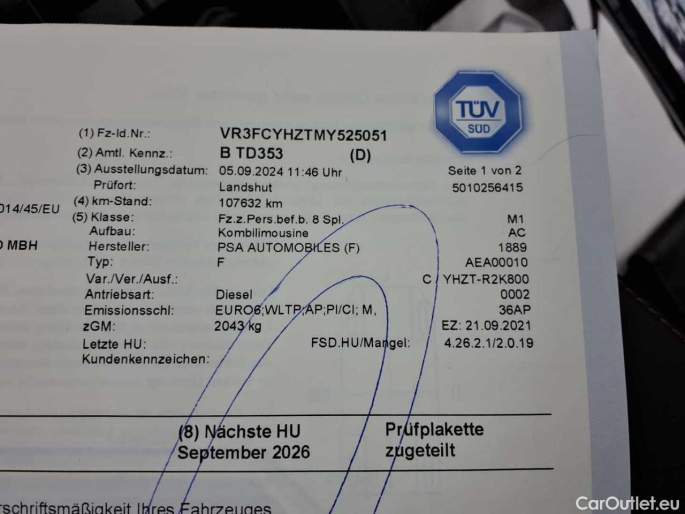 TÜV
SÜD
(1) Fz-Id.Nr.: VR3FCYHZTMY525051
(2) Amtl. Kennz.: B TD353 (D)
(3) Ausstellungsdatum: 05.09.2024 11:46 Uhr Seite 1 von 2
Prüfort: Landshut 5010256415
014/45/EU (4) km-Stand: 107632 km
(5) Klasse: Fz.z.Pers.bef.b. 8 Spl. M1
Aufbau: Kombilimousine AC
MBH Hersteller: PSA AUTOMOBILES (F) 1889
Typ: F AEA00010
Var./Ver./Ausf.: C YHZT-R2K800
Antriebsart: Diesel 0002
Emissionsschl: EURO6;WLTP;AP;PI/CI; M, 36AP
zGM: 2043 kg EZ: 21.09.2021
Letzte HU: FSD.HU/Mangel: 4.26.2.1/2.0.19
Kundenkennzeichen:
(8) Nächste HU Prüfplakette
September 2026 zugeteilt
orschriftsmäßigkeit Ihres Fahrzeuges
CarOutlet.eu